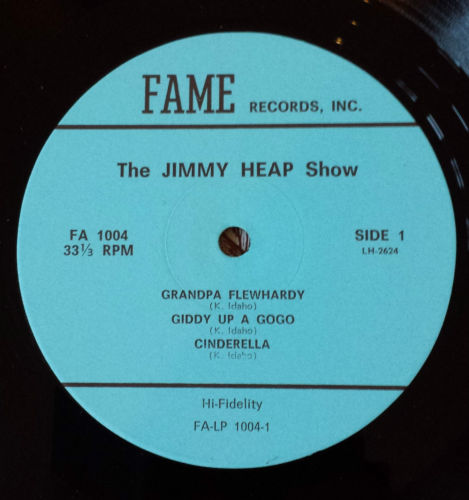 FAME RECORDS, INC.
The JIMMY HEAP Show
FA 1004
33⅓ RPM
SIDE 1
LH-2624
GRANDPA FLEWHARDY
(K. Idaho)
GIDDY UP A GOGO
(K. Idaho)
CINDERELLA
(K. Idaho)
Hi-Fidelity
FA-LP 1004-1